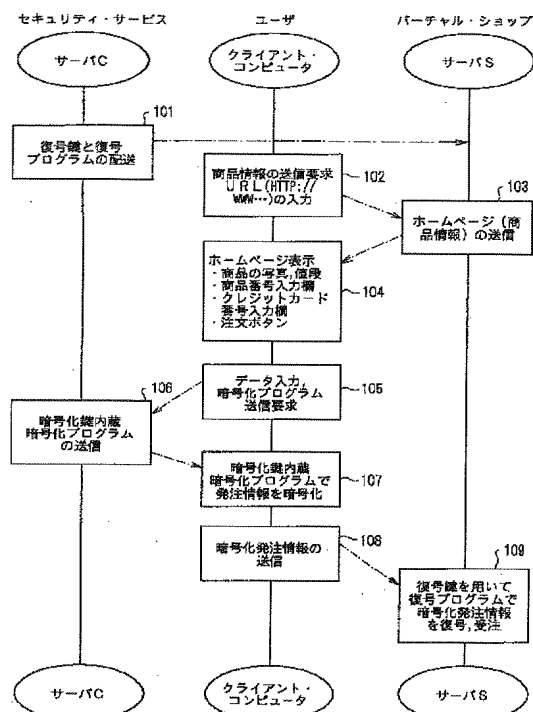 セキュリティ・サービス
ユーザ
バーチャル・ショップ
サーバC
クライアント・
コンピュータ
サーバS
101
復号鍵と復号
プログラムの配送
102
商品情報の送信要求
URL(HTTP://
WWW…)の入力
103
ホームページ(商品
情報)の送信
ホームページ表示
・商品の写真,値段
・商品番号入力欄
・クレジットカード
番号入力欄
・注文ボタン
104
データ入力,
暗号化プログラム
送信要求
105
106
暗号化鍵内蔵
暗号化プログラム
の送信
暗号化鍵内蔵
暗号化プログラムで
発注情報を暗号化
107
暗号化発注情報の
送信
108
109
復号鍵を用いて
復号プログラムで
暗号化発注情報
を復号,受注
サーバC
クライアント・
コンピュータ
サーバS